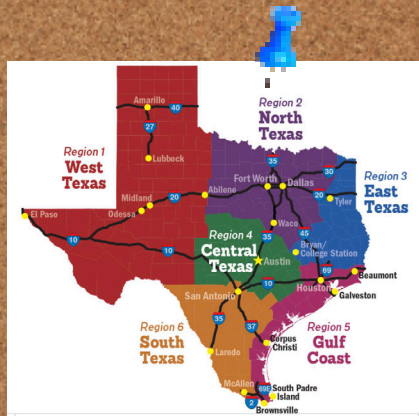 Amarillo
40
27
Lubbock
Region 1
West
Texas
Region 2
North
Texas
35
30
Fort Worth
Dallas
Region 3
East
Texas
20
Tyler
Abilene
Midland
20
Odessa
El Paso
10
10
Waco
45
Region 4
Central
Texas
35
Bryan/
College Station
Austin
69
Beaumont
10
Houston
Galveston
San Antonio
Region 6
South
Texas
35
37
Region 5
Gulf
Coast
Corpus
Christi
Laredo
McAllen
69E
South Padre
Island
2
Brownsville